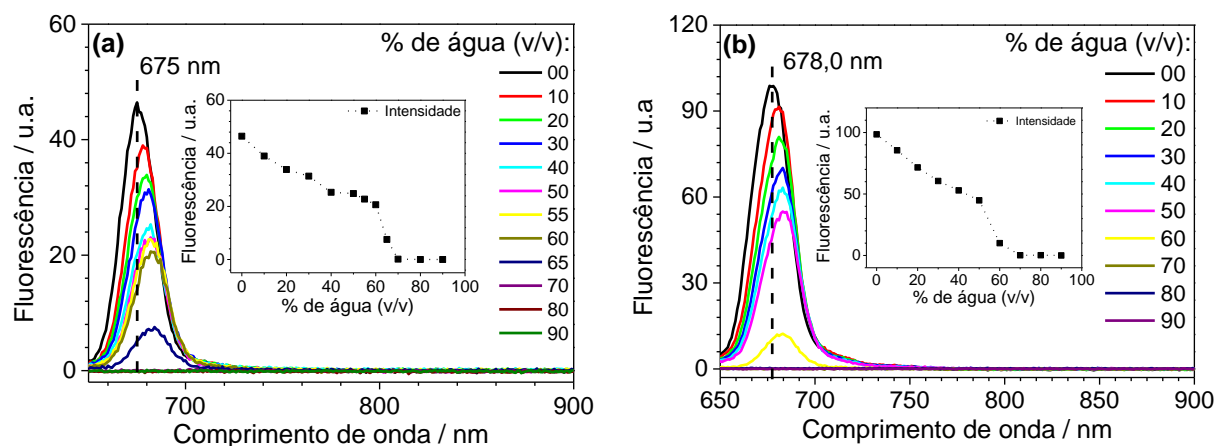 (a)
% de água (v/v):
675 nm
00
10
20
30
40
50
55
60
65
70
80
90
Fluorescência / u.a.
60
40
20
0
700
800
900
Comprimento de onda / nm
Intensidade
Fluorescência / u.a.
60
40
20
0
0 20 40 60 80 100
% de água (v/v)
(b)
% de água (v/v):
678,0 nm
00
10
20
30
40
50
60
70
80
90
Fluorescência / u.a
120
90
60
30
0
650 700 750 800 850 900
Comprimento de onda / nm
Intensidade
Fluorescência / u.a.
100
50
0
0 20 40 60 80 100
% de água (v/v)